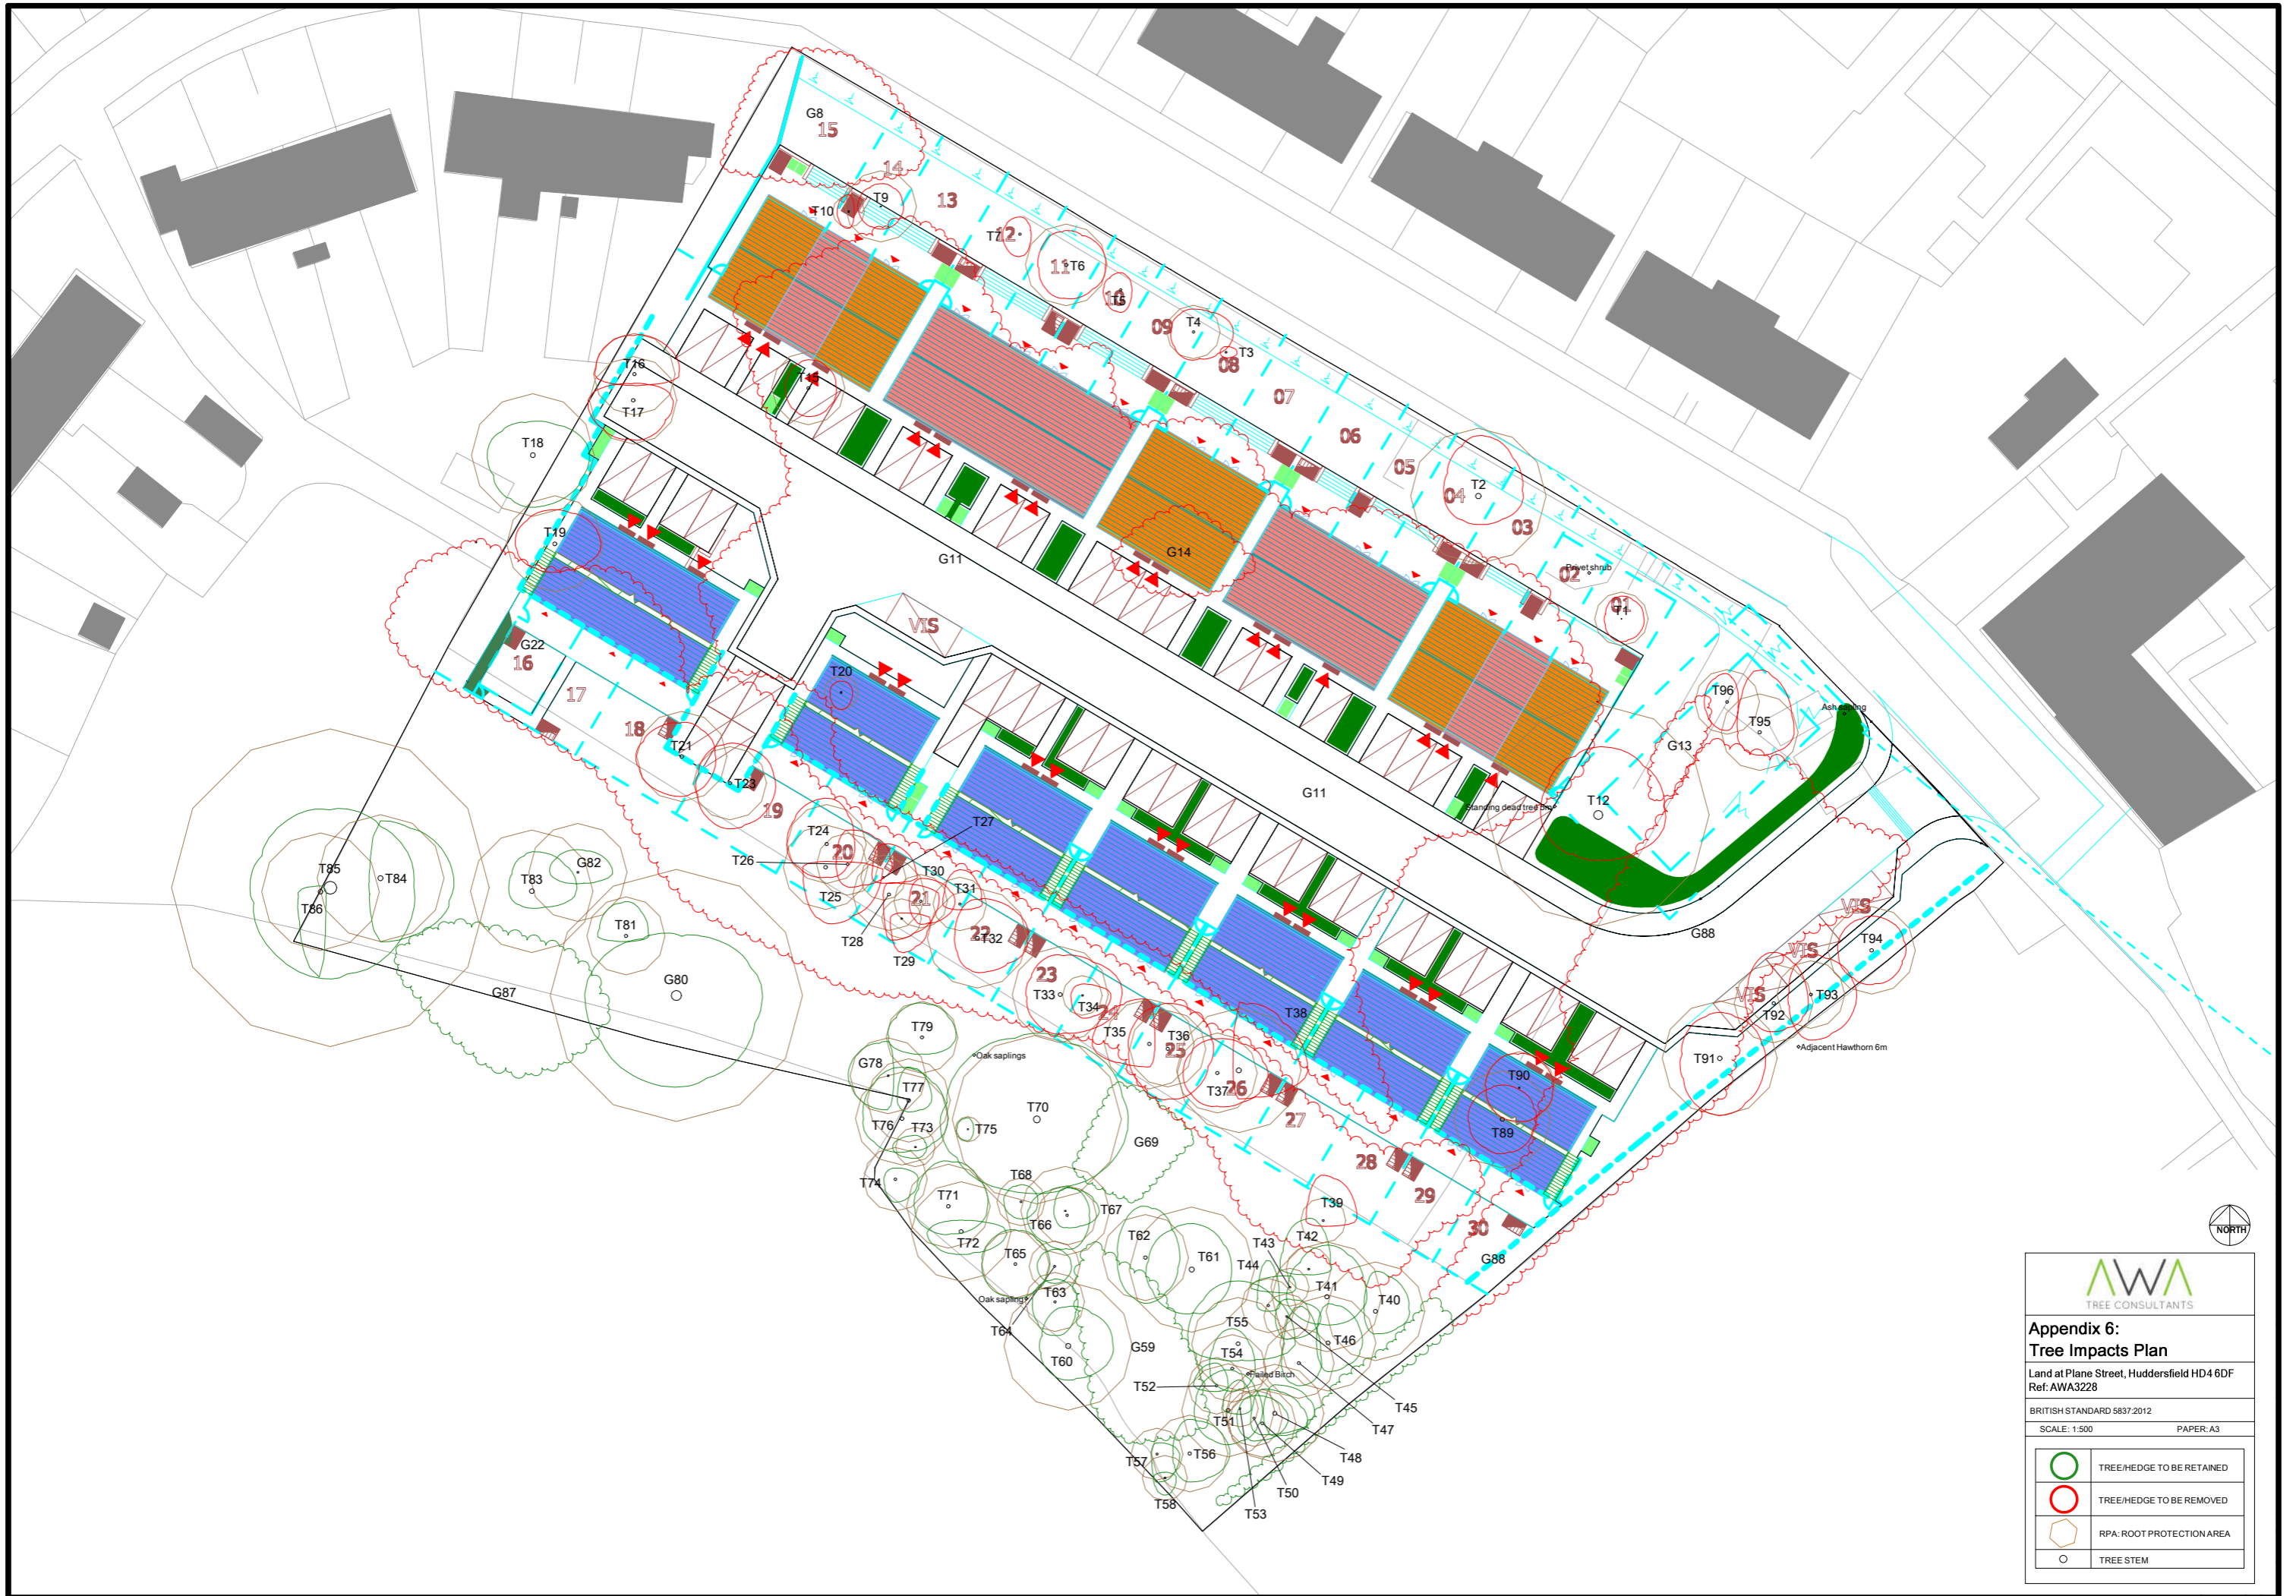 G8
15
14
T9
T10
13
T7
12
11
T6
10
T5
09
T4
T3
08
07
06
05
04
T2
03
02
Privet shrub
01
T1
T16
T15
T17
T18
T19
G14
G11
G22
16
17
18
VIS
T20
T21
T23
19
T96
T95
Ash sapling
G13
G11
Standing dead tree 5m
T12
T24
20
T27
T26
T25
T30
T31
21
T28
T29
22
T32
23
T33
T34
24
T35
T36
25
T37
26
T38
27
28
29
30
T39
G88
VIS
VIS
VIS
T94
T93
T92
T91
Adjacent Hawthorn 6m
T90
T89
G88
T85
T84
T86
T83
G82
T81
G80
G87
T79
G78
T77
T76
T73
T75
T74
T71
T72
Oak saplings
T70
G69
T68
T66
T67
T65
T63
Oak sapling
T64
T60
G59
T62
T61
T43
T42
T44
T41
T40
T55
T46
T54
Failed Birch
T52
T51
T45
T47
T48
T49
T50
T53
T56
T57
T58
NORTH
AWA
TREE CONSULTANTS
Appendix 6:
Tree Impacts Plan
Land at Plane Street, Huddersfield HD4 6DF
Ref: AWA3228
BRITISH STANDARD 5837:2012
SCALE: 1:500 PAPER: A3
TREE/HEDGE TO BE RETAINED
TREE/HEDGE TO BE REMOVED
RPA: ROOT PROTECTION AREA
TREE STEM